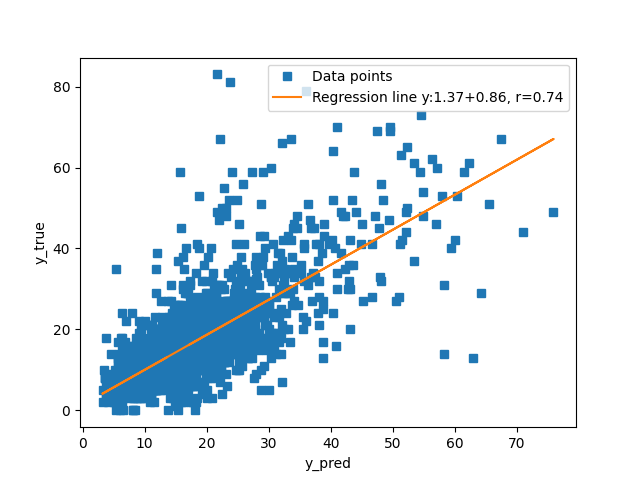 Data points
Regression line y:1.37+0.86, r=0.74
80
60
40
20
0
y_true
0 10 20 30 40 50 60 70
y_pred